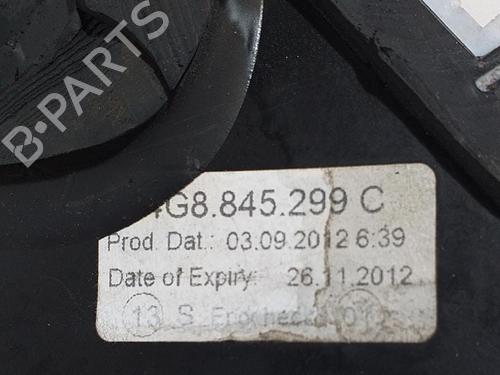 B-PARTS
4G8.845.299 C
Prod. Dat.: 03.09.2012 6:39
Date of Expiry: 26.11.2012
13 S